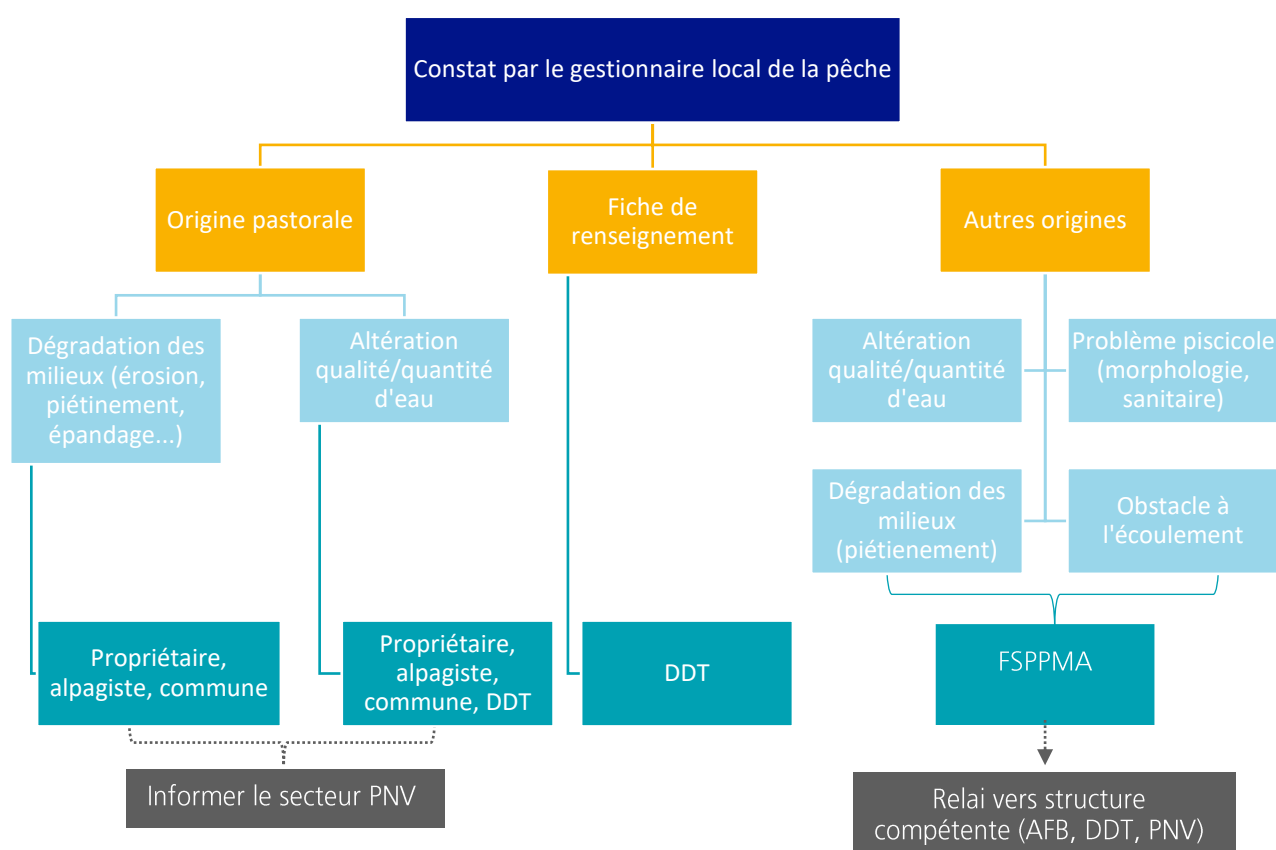 Constat par le gestionnaire local de la pêche
Origine pastorale
Fiche de
renseignement
Autres origines
Dégradation des
milieux (érosion,
piétinement,
épandage...)
Altération
qualité/quantité
d'eau
Altération
qualité/quantité
d'eau
Problème piscicole
(morphologie,
sanitaire)
Dégradation des
milieux
(piétienement)
Obstacle à
l'écoulement
Propriétaire,
alpagiste, commune
Propriétaire,
alpagiste,
commune, DDT
DDT
FSPPMA
Informer le secteur PNV
Relai vers structure
compétente (AFB, DDT, PNV)